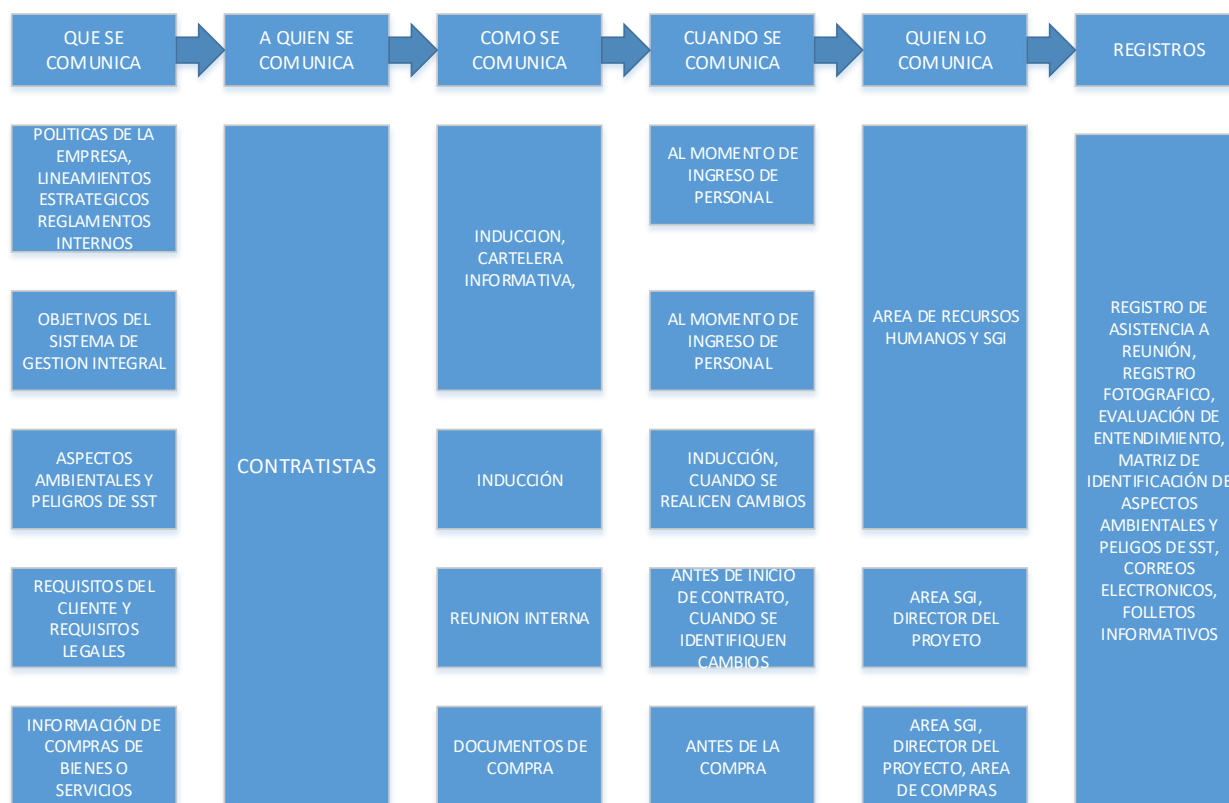 QUE SE
COMUNICA
A QUIEN SE
COMUNICA
COMO SE
COMUNICA
CUANDO SE
COMUNICA
QUIEN LO
COMUNICA
REGISTROS
POLITICAS DE LA
EMPRESA,
LINEAMIENTOS
ESTRATEGICOS
REGLAMENTOS
INTERNOS
OBJETIVOS DEL
SISTEMA DE
GESTION INTEGRAL
ASPECTOS
AMBIENTALES Y
PELIGROS DE SST
REQUISITOS DEL
CLIENTE Y
REQUISITOS
LEGALES
INFORMACIÓN DE
COMPRAS DE
BIENES O
SERVICIOS
CONTRATISTAS
INDUCCION,
CARTELERA
INFORMATIVA,
INDUCCIÓN
REUNION INTERNA
DOCUMENTOS DE
COMPRA
AL MOMENTO DE
INGRESO DE
PERSONAL
AL MOMENTO DE
INGRESO DE
PERSONAL
INDUCCIÓN,
CUANDO SE
REALICEN CAMBIOS
ANTES DE INICIO
DE CONTRATO,
CUANDO SE
IDENTIFIQUEN
CAMBIOS
ANTES DE LA
COMPRA
AREA DE RECURSOS
HUMANOS Y SGI
AREA SGI,
DIRECTOR DEL
PROYETO
AREA SGI,
DIRECTOR DEL
PROYECTO, AREA
DE COMPRAS
REGISTRO DE
ASISTENCIA A
REUNIÓN,
REGISTRO
FOTOGRAFICO,
EVALUACIÓN DE
ENTENDIMIENTO,
MATRIZ DE
IDENTIFICACIÓN DE
ASPECTOS
AMBIENTALES Y
PELIGOS DE SST,
CORREOS
ELECTRONICOS,
FOLLETOS
INFORMATIVOS